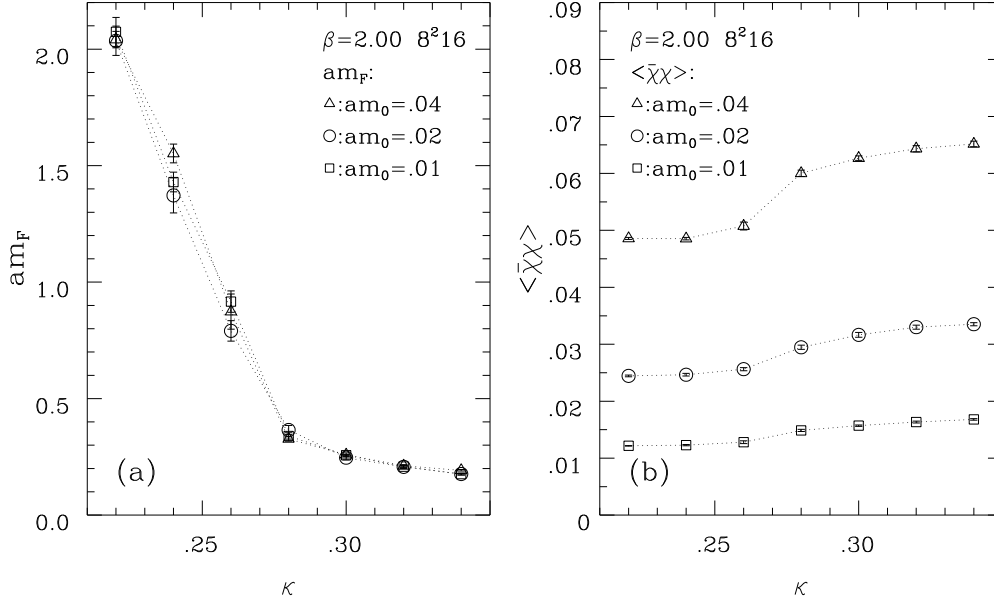 2.0
1.5
1.0
0.5
0.0
am_F
β=2.00 8²16
am_F:
△:am₀=.04
○:am₀=.02
□:am₀=.01
(a)
.25 .30
κ
.09
.08
.07
.06
.05
.04
.03
.02
.01
0
<χ̄χ>
β=2.00 8²16
<χ̄χ>:
△:am₀=.04
○:am₀=.02
□:am₀=.01
(b)
.25 .30
κ